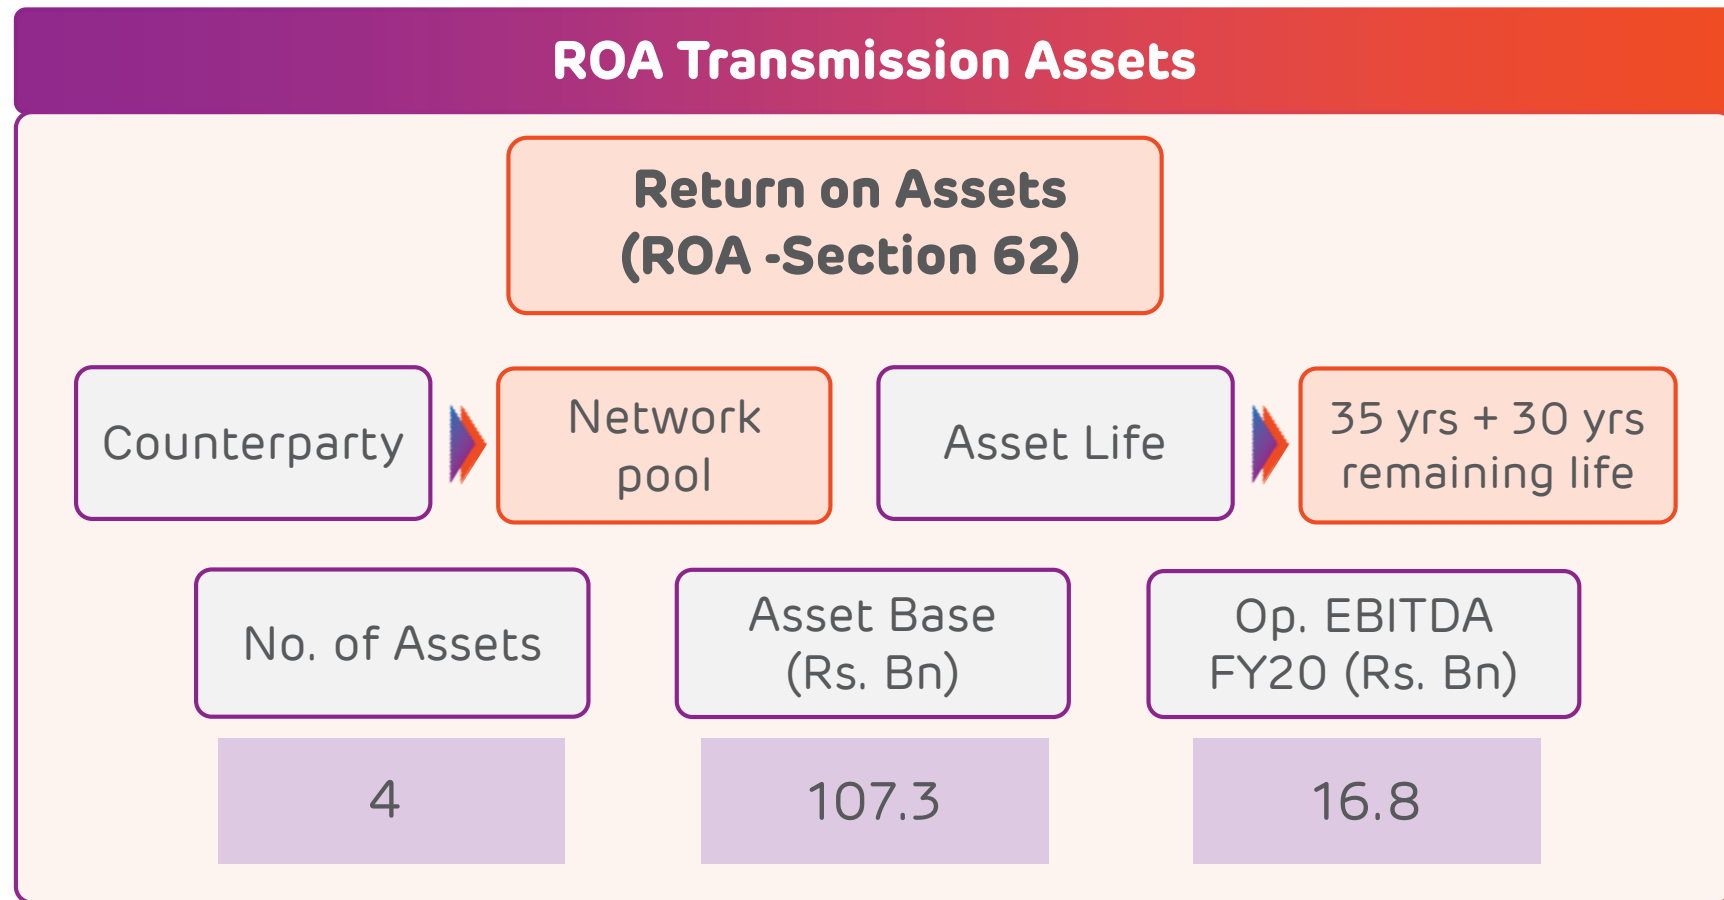 ROA Transmission Assets
Return on Assets
(ROA -Section 62)
Counterparty
Network
pool
Asset Life
35 yrs + 30 yrs
remaining life
No. of Assets
Asset Base
(Rs. Bn)
Op. EBITDA
FY20 (Rs. Bn)
4
107.3
16.8